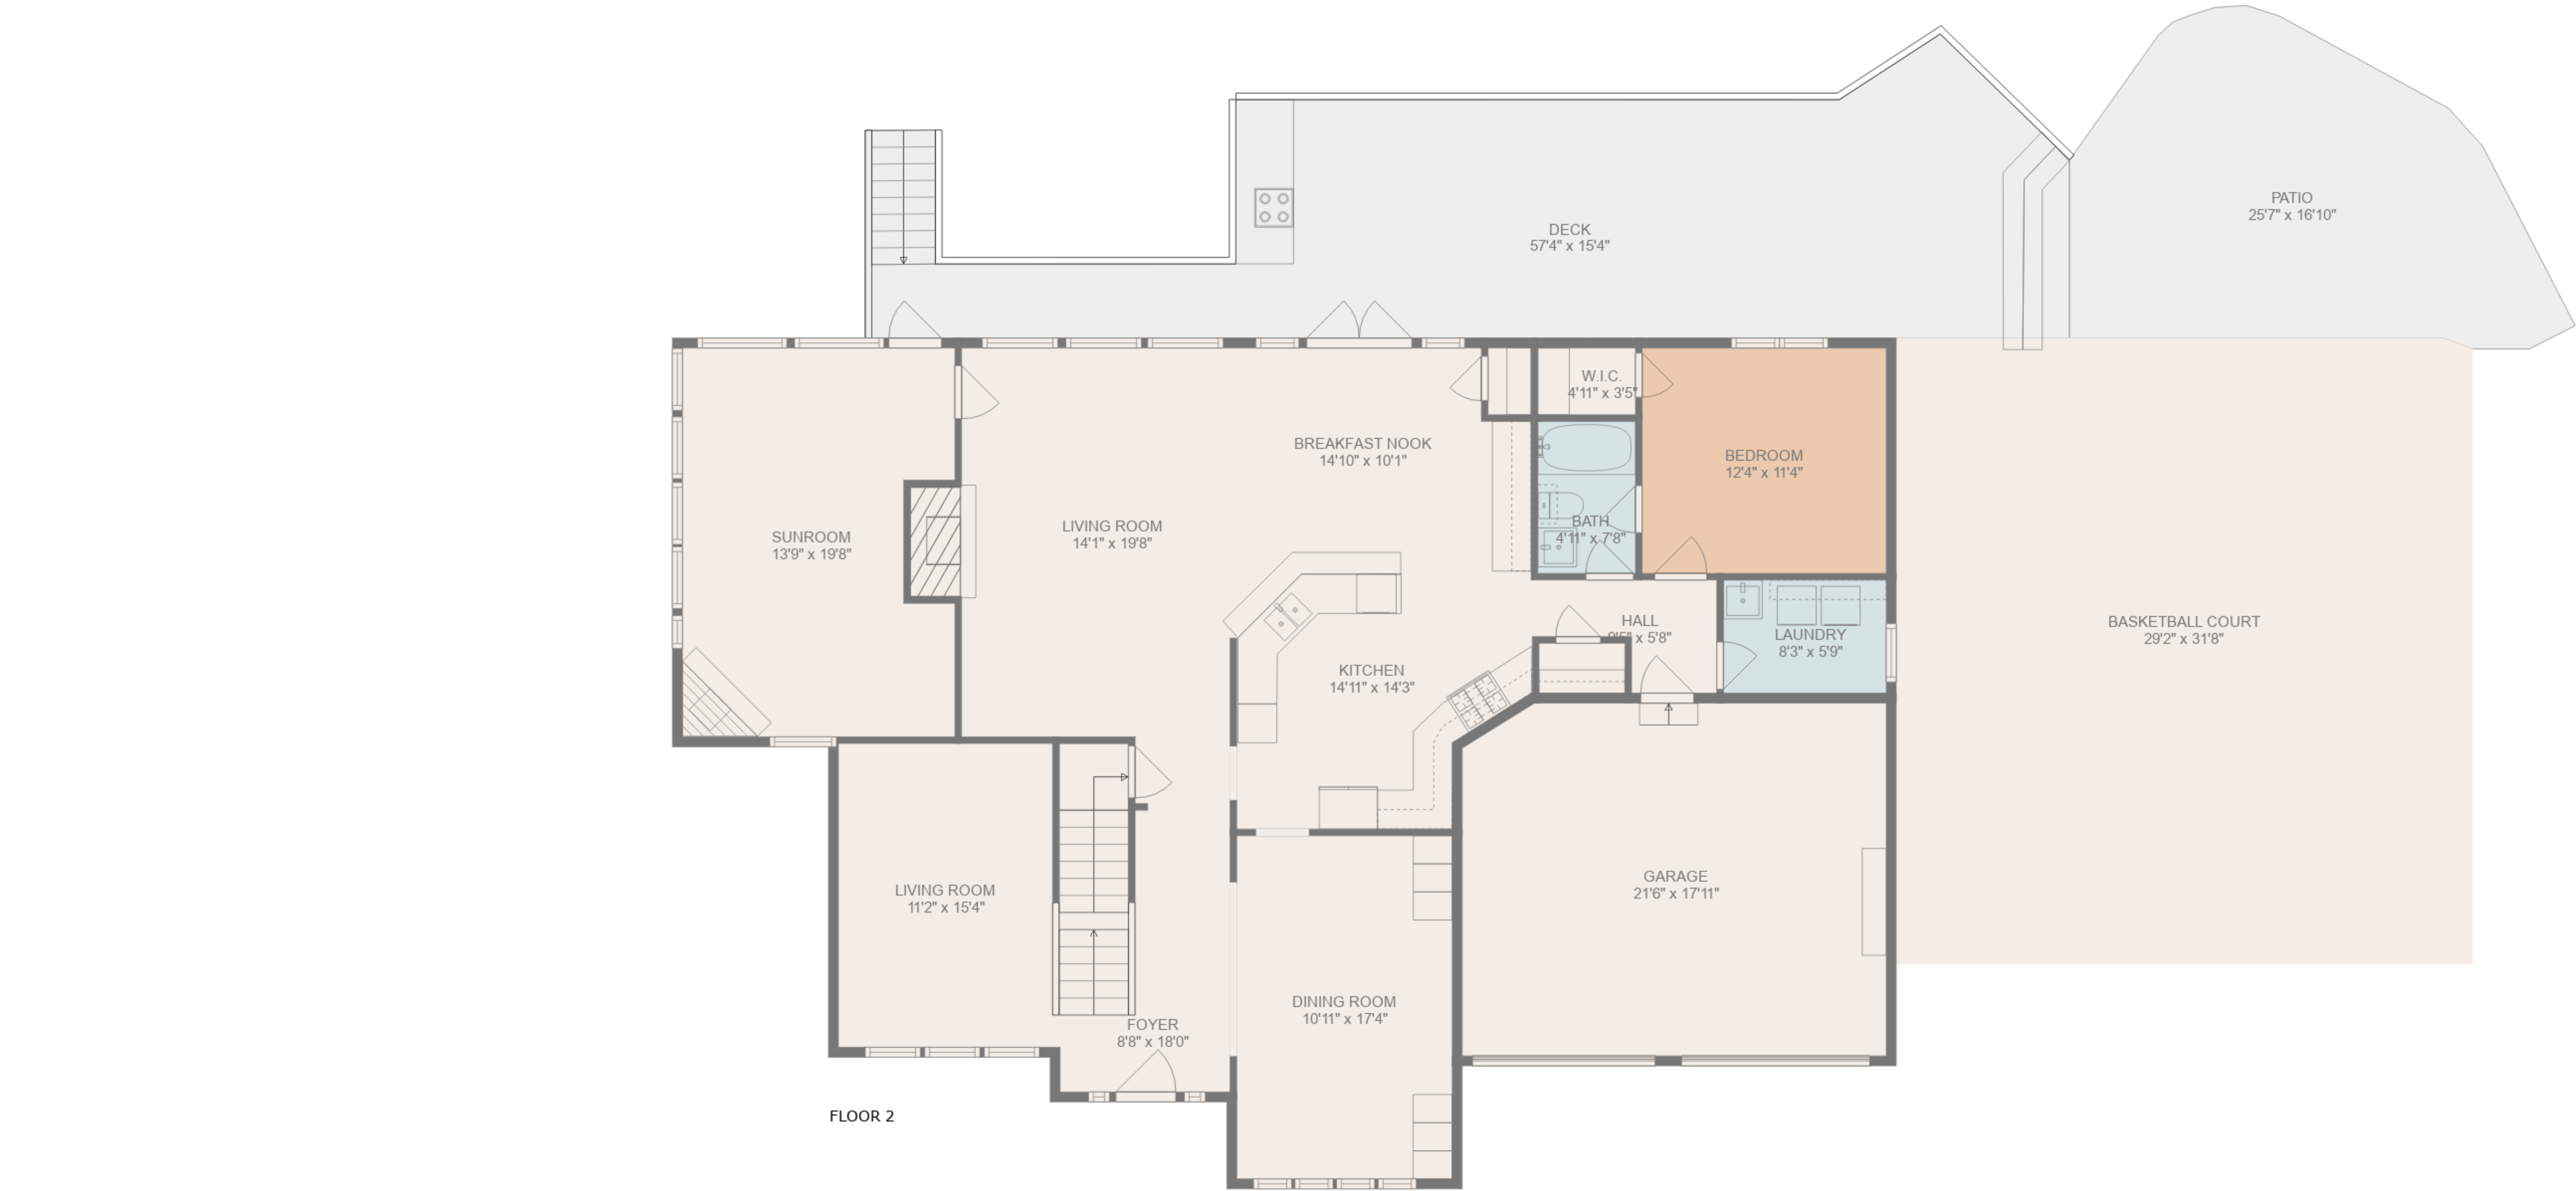 PATIO
25'7" x 16'10"
DECK
57'4" x 15'4"
W.I.C.
4'11" x 3'5"
BREAKFAST NOOK
14'10" x 10'1"
BEDROOM
12'4" x 11'4"
LIVING ROOM
14'1" x 19'8"
SUNROOM
13'9" x 19'8"
BATH
4'11" x 7'8"
HALL
x 5'8"
LAUNDRY
8'3" x 5'9"
BASKETBALL COURT
29'2" x 31'8"
KITCHEN
14'11" x 14'3"
GARAGE
21'6" x 17'11"
LIVING ROOM
11'2" x 15'4"
DINING ROOM
10'11" x 17'4"
FOYER
8'8" x 18'0"
FLOOR 2